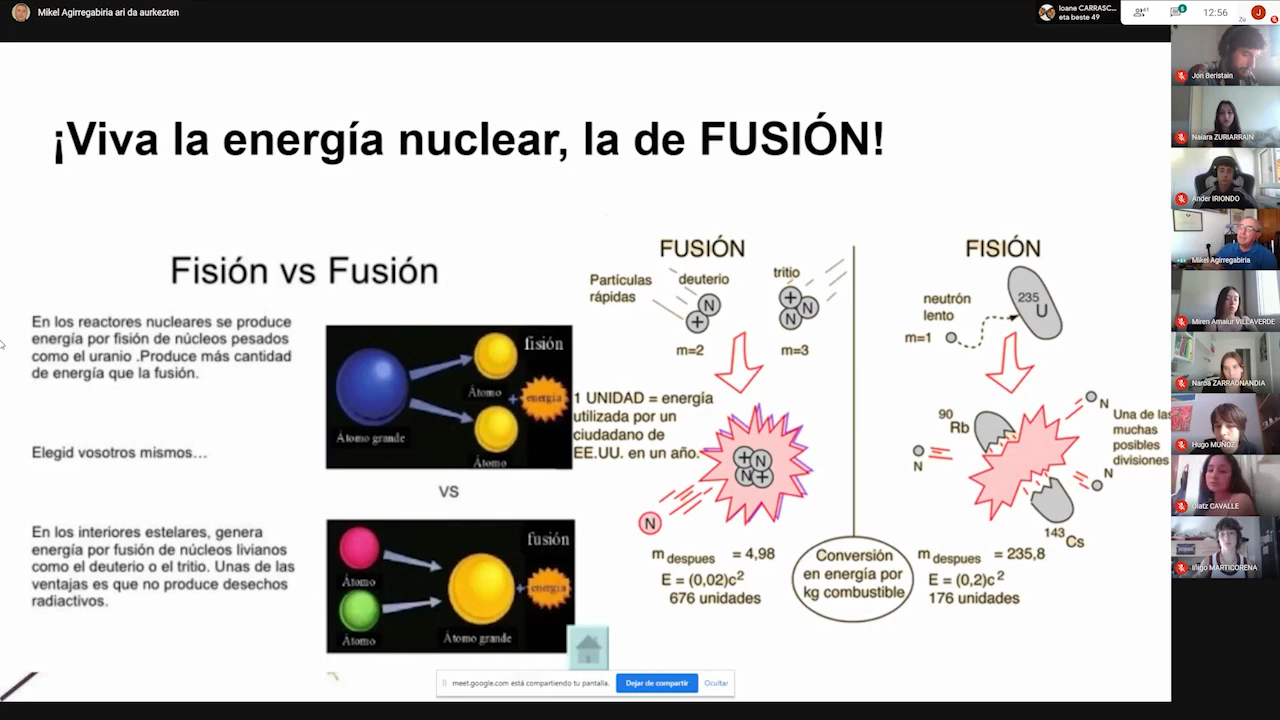 Mikel Agirregabiria ari da aurkezten
Ioane CARRASC...
eta beste 49
61
6
12:56
Zu
J
¡Viva la energía nuclear, la de FUSIÓN!
Fisión vs Fusión
En los reactores nucleares se produce
energía por fisión de núcleos pesados
como el uranio .Produce más cantidad
de energía que la fusión.
Elegid vosotros mismos…
En los interiores estelares, genera
energía por fusión de núcleos livianos
como el deuterio o el tritio. Unas de las
ventajas es que no produce desechos
radiactivos.
fisión
Átomo
+ energía
Átomo grande
Átomo
VS
fusión
Átomo
+ energía
Átomo
Átomo grande
FUSIÓN
Partículas
rápidas
deuterio
tritio
N
+
+
N
N
m=2
m=3
1 UNIDAD = energía
utilizada por un
ciudadano de
EE.UU. en un año.
+
N
N
+
N
m despues = 4,98
E = (0,02)c²
676 unidades
Conversión
en energía por
kg combustible
FISIÓN
neutrón
lento
m=1
235
U
90
Rb
N
N
N
Una de las
muchas
posibles
divisiones
143
Cs
m despues = 235,8
E = (0,2)c²
176 unidades
meet.google.com está compartiendo tu pantalla.
Dejar de compartir
Ocultar
Jon Beristain
Naiara ZURIARRAIN
Ander IRIONDO
Mikel Agirregabiria
Miren Amaiur VILLAVERDE
Naroa ZARRAONANDIA
Hugo MUÑOZ
Olatz CAVALLE
Iñigo MARTICORENA